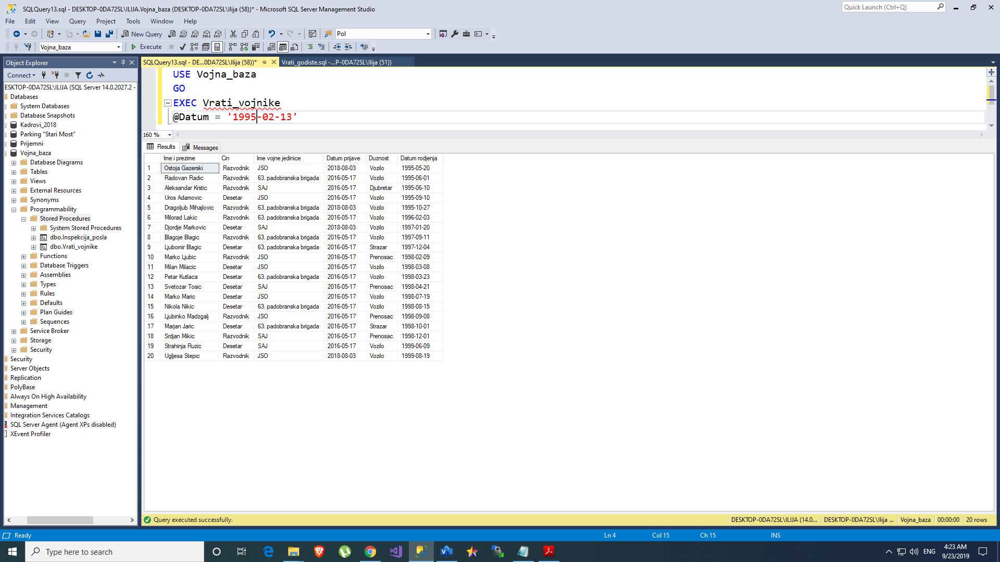 SQLQuery13.sql - DESKTOP-0DA72SL\ILIJA.Vojna_baza (DESKTOP-0DA72SL\Ilija (58))* - Microsoft SQL Server Management Studio
Quick Launch (Ctrl+Q)
File Edit View Query Project Tools Window Help
New Query
MDX DMX XMLA DAX
Pol
Vojna_baza
Execute
Object Explorer
SQLQuery13.sql - DE...0DA72SL\Ilija (58))*
Vrati_godiste.sql -...P-0DA72SL\Ilija (51))
Connect
ESKTOP-0DA72SL\ILIJA (SQL Server 14.0.2027.2 -
Databases
System Databases
Database Snapshots
Kadrovi_2018
Parking "Stari Most"
Prijemni
Vojna_baza
Database Diagrams
Tables
Views
External Resources
Synonyms
Programmability
Stored Procedures
System Stored Procedures
dbo.Inspekcija_posla
dbo.Vrati_vojnike
Functions
Database Triggers
Assemblies
Types
Rules
Defaults
Plan Guides
Sequences
Service Broker
Storage
Security
Security
Server Objects
Replication
PolyBase
Always On High Availability
Management
Integration Services Catalogs
SQL Server Agent (Agent XPs disabled)
XEvent Profiler
USE Vojna_baza
GO
EXEC Vrati_vojnike
@Datum = '1995-02-13'
160 %
Results Messages
Ime i prezime Cin Ime vojne jedinice Datum prijave Duznost Datum rodjenja
1 Ostoja Gazerski Razvodnik JSO 2018-08-03 Vozilo 1995-05-20
2 Radovan Radic Razvodnik 63. padobranska brigada 2016-05-17 Vozilo 1995-06-01
3 Aleksandar Krstic Razvodnik SAJ 2016-05-17 Djubretar 1995-06-10
4 Uros Adamovic Desetar JSO 2016-05-17 Vozilo 1995-09-10
5 Dragoljub Mihajlovic Razvodnik 63. padobranska brigada 2018-08-03 Vozilo 1995-10-27
6 Milorad Lakic Razvodnik 63. padobranska brigada 2016-05-17 Vozilo 1996-02-03
7 Djordje Markovic Desetar SAJ 2018-08-03 Vozilo 1997-01-20
8 Blagoje Blagic Razvodnik 63. padobranska brigada 2016-05-17 Vozilo 1997-09-11
9 Ljubomir Blagic Desetar 63. padobranska brigada 2016-05-17 Strazar 1997-12-04
10 Marko Ljubic Razvodnik JSO 2016-05-17 Prenosac 1998-02-09
11 Milan Milacic Desetar JSO 2016-05-17 Vozilo 1998-03-08
12 Petar Kutlaca Desetar 63. padobranska brigada 2016-05-17 Vozilo 1998-03-23
13 Svetozar Tosic Desetar SAJ 2016-05-17 Prenosac 1998-04-21
14 Marko Maric Desetar JSO 2016-05-17 Vozilo 1998-07-19
15 Nikola Nikic Desetar 63. padobranska brigada 2016-05-17 Vozilo 1998-08-15
16 Ljubinko Madzgalj Razvodnik JSO 2016-05-17 Prenosac 1998-09-08
17 Marjan Jaric Desetar 63. padobranska brigada 2016-05-17 Strazar 1998-10-01
18 Srdjan Mikic Razvodnik SAJ 2016-05-17 Prenosac 1998-12-01
19 Strahinja Ruzic Desetar SAJ 2016-05-17 Vozilo 1999-06-09
20 Ugljesa Stepic Razvodnik JSO 2018-08-03 Vozilo 1999-08-19
Query executed successfully.
DESKTOP-0DA72SL\ILIJA (14.0... DESKTOP-0DA72SL\Ilija ... Vojna_baza 00:00:00 20 rows
Ready
Ln 4 Col 15 Ch 15 INS
Type here to search
ENG
4:23 AM
9/23/2019